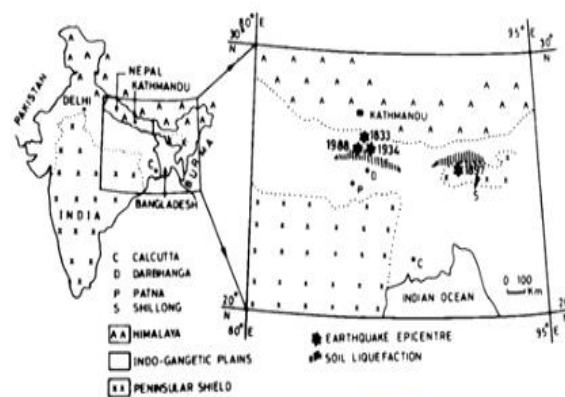 PAKISTAN
NEPAL
KATHMANDU
DELHI
BURMA
C
INDIA
BANGLADESH
C CALCUTTA
D DARBHANGA
P PATNA
S SHILLONG
HIMALAYA
INDO-GANGETIC PLAINS
PENINSULAR SHIELD
80° E
30° N
95° E
30° N
KATHMANDU
1833
1988
1934
1897
D
P
S
C
0 100
Km
INDIAN OCEAN
20° N
80° E
95° E
EARTHQUAKE EPICENTRE
SOIL LIQUEFACTION